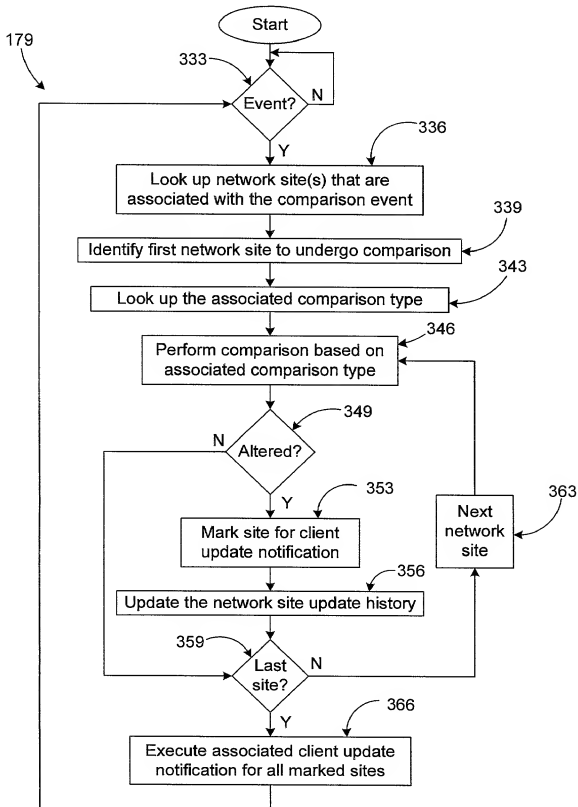 Start
179
333
Event?
N
Y
336
Look up network site(s) that are
associated with the comparison event
339
Identify first network site to undergo comparison
343
Look up the associated comparison type
346
Perform comparison based on
associated comparison type
349
N
Altered?
Y
353
363
Mark site for client
update notification
Next
network
site
356
Update the network site update history
359
Last
site?
N
Y
366
Execute associated client update
notification for all marked sites